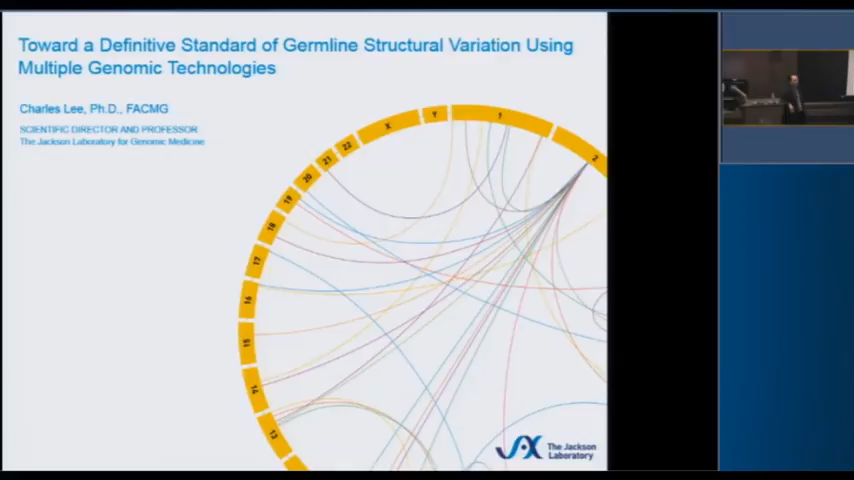 Toward a Definitive Standard of Germline Structural Variation Using
Multiple Genomic Technologies
Charles Lee, Ph.D., FACMG
SCIENTIFIC DIRECTOR AND PROFESSOR
The Jackson Laboratory for Genomic Medicine
13
14
15
16
17
18
19
20
21
22
X
Y
1
2
JAX
The Jackson
Laboratory